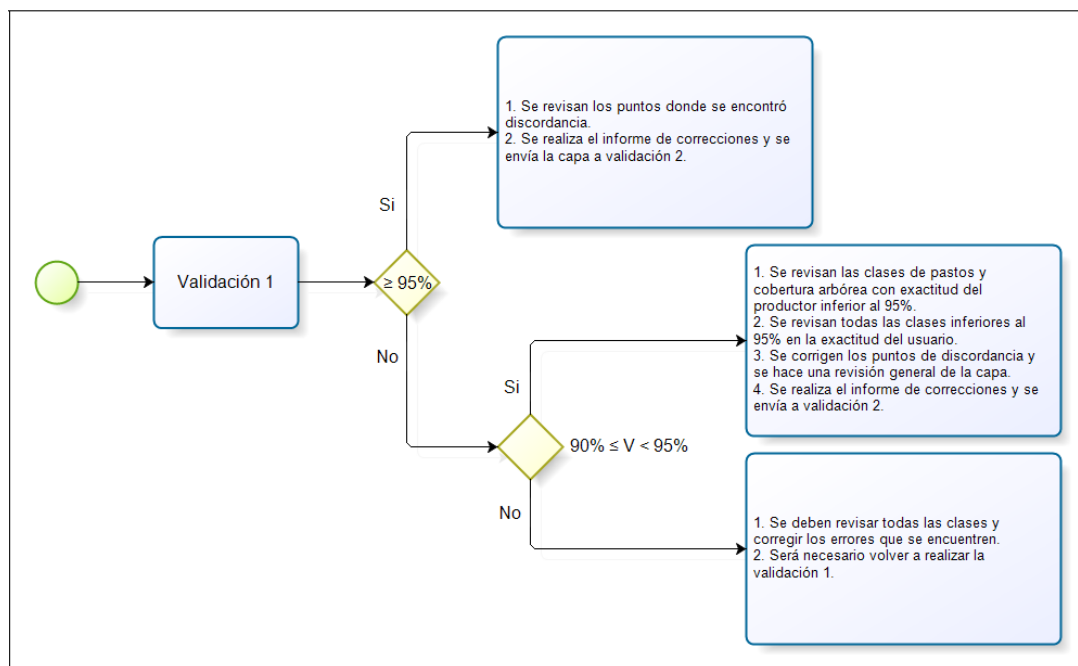 1. Se revisan los puntos donde se encontró
discordancia.
2. Se realiza el informe de correcciones y se
envía la capa a validación 2.
Si
Validación 1
≥ 95%
No
1. Se revisan las clases de pastos y
cobertura arbórea con exactitud del
productor inferior al 95%.
2. Se revisan todas las clases inferiores al
95% en la exactitud del usuario.
3. Se corrigen los puntos de discordancia y
se hace una revisión general de la capa.
4. Se realiza el informe de correcciones y se
envía a validación 2.
Si
90% ≤ V < 95%
No
1. Se deben revisar todas las clases y
corregir los errores que se encuentren.
2. Será necesario volver a realizar la
validación 1.